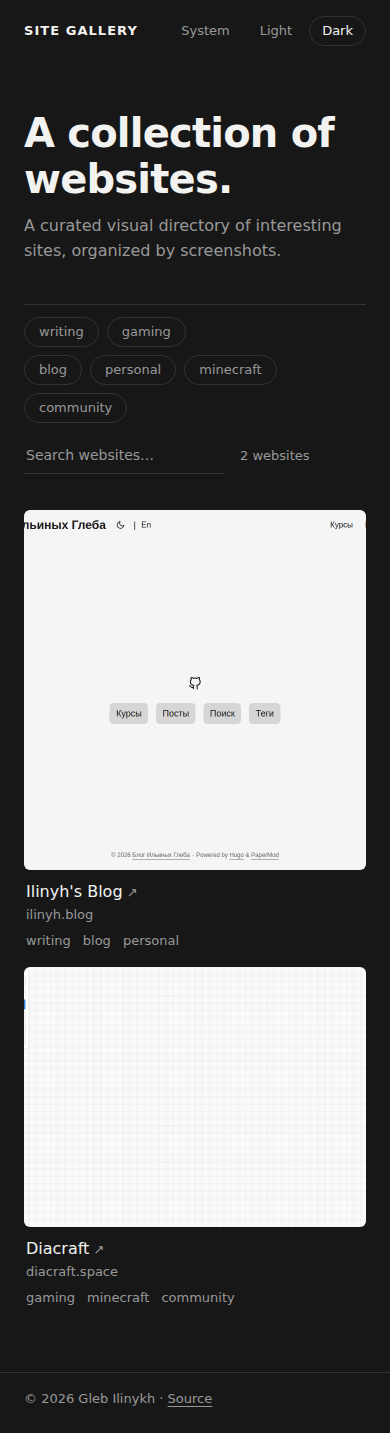 SITE GALLERY System Light Dark
A collection of
websites.
A curated visual directory of interesting
sites, organized by screenshots.
writing gaming
blog personal minecraft
community
Search websites... 2 websites
льиных Глеба | En Курсы
Курсы Посты Поиск Теги
© 2026 Блог Ильиных Глеба · Powered by Hugo & PaperMod
Ilinyh's Blog ↗
ilinyh.blog
writing blog personal
Diacraft ↗
diacraft.space
gaming minecraft community
© 2026 Gleb Ilinykh · Source